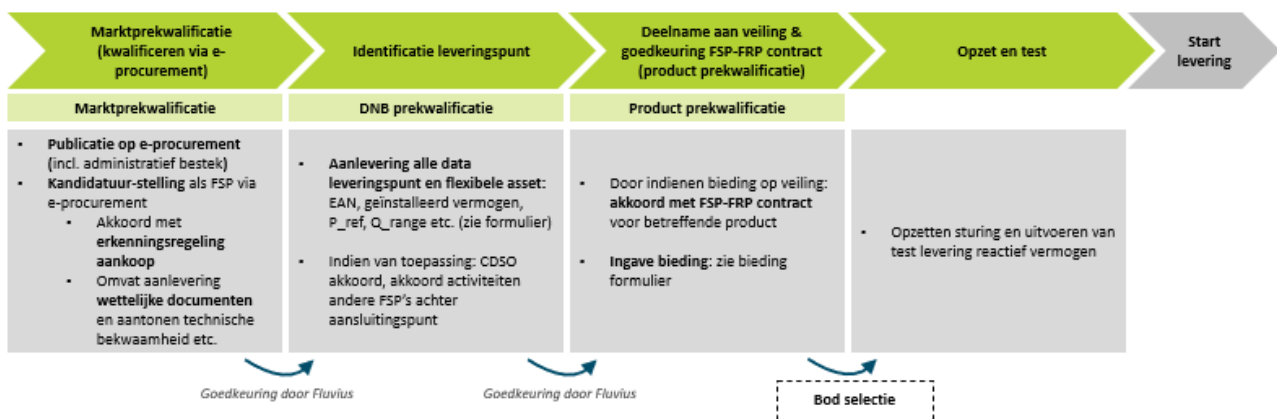 Marktprekwalificatie
(kwalificeren via e-
procurement)
Identificatie leveringspunt
Deelname aan veiling &
goedkeuring FSP-FRP contract
(product prekwalificatie)
Opzet en test
Start
levering
Marktprekwalificatie
DNB prekwalificatie
Product prekwalificatie
▪ Publicatie op e-procurement
(incl. administratief bestek)
▪ Kandidatuur-stelling als FSP via
e-procurement
▪ Akkoord met
erkenningsregeling
aankoop
▪ Omvat aanlevering
wettelijke documenten
en aantonen technische
bekwaamheid etc.
▪ Aanlevering alle data
leveringspunt en flexibele asset:
EAN, geïnstalleerd vermogen,
P_ref, Q_range etc. (zie formulier)
▪ Indien van toepassing: CDSO
akkoord, akkoord activiteiten
andere FSP's achter
aansluitingspunt
▪ Door indienen bieding op veiling:
akkoord met FSP-FRP contract
voor betreffende product
▪ Ingave bieding: zie bieding
formulier
▪ Opzetten sturing en uitvoeren van
test levering reactief vermogen
Goedkeuring door Fluvius
Goedkeuring door Fluvius
Bod selectie